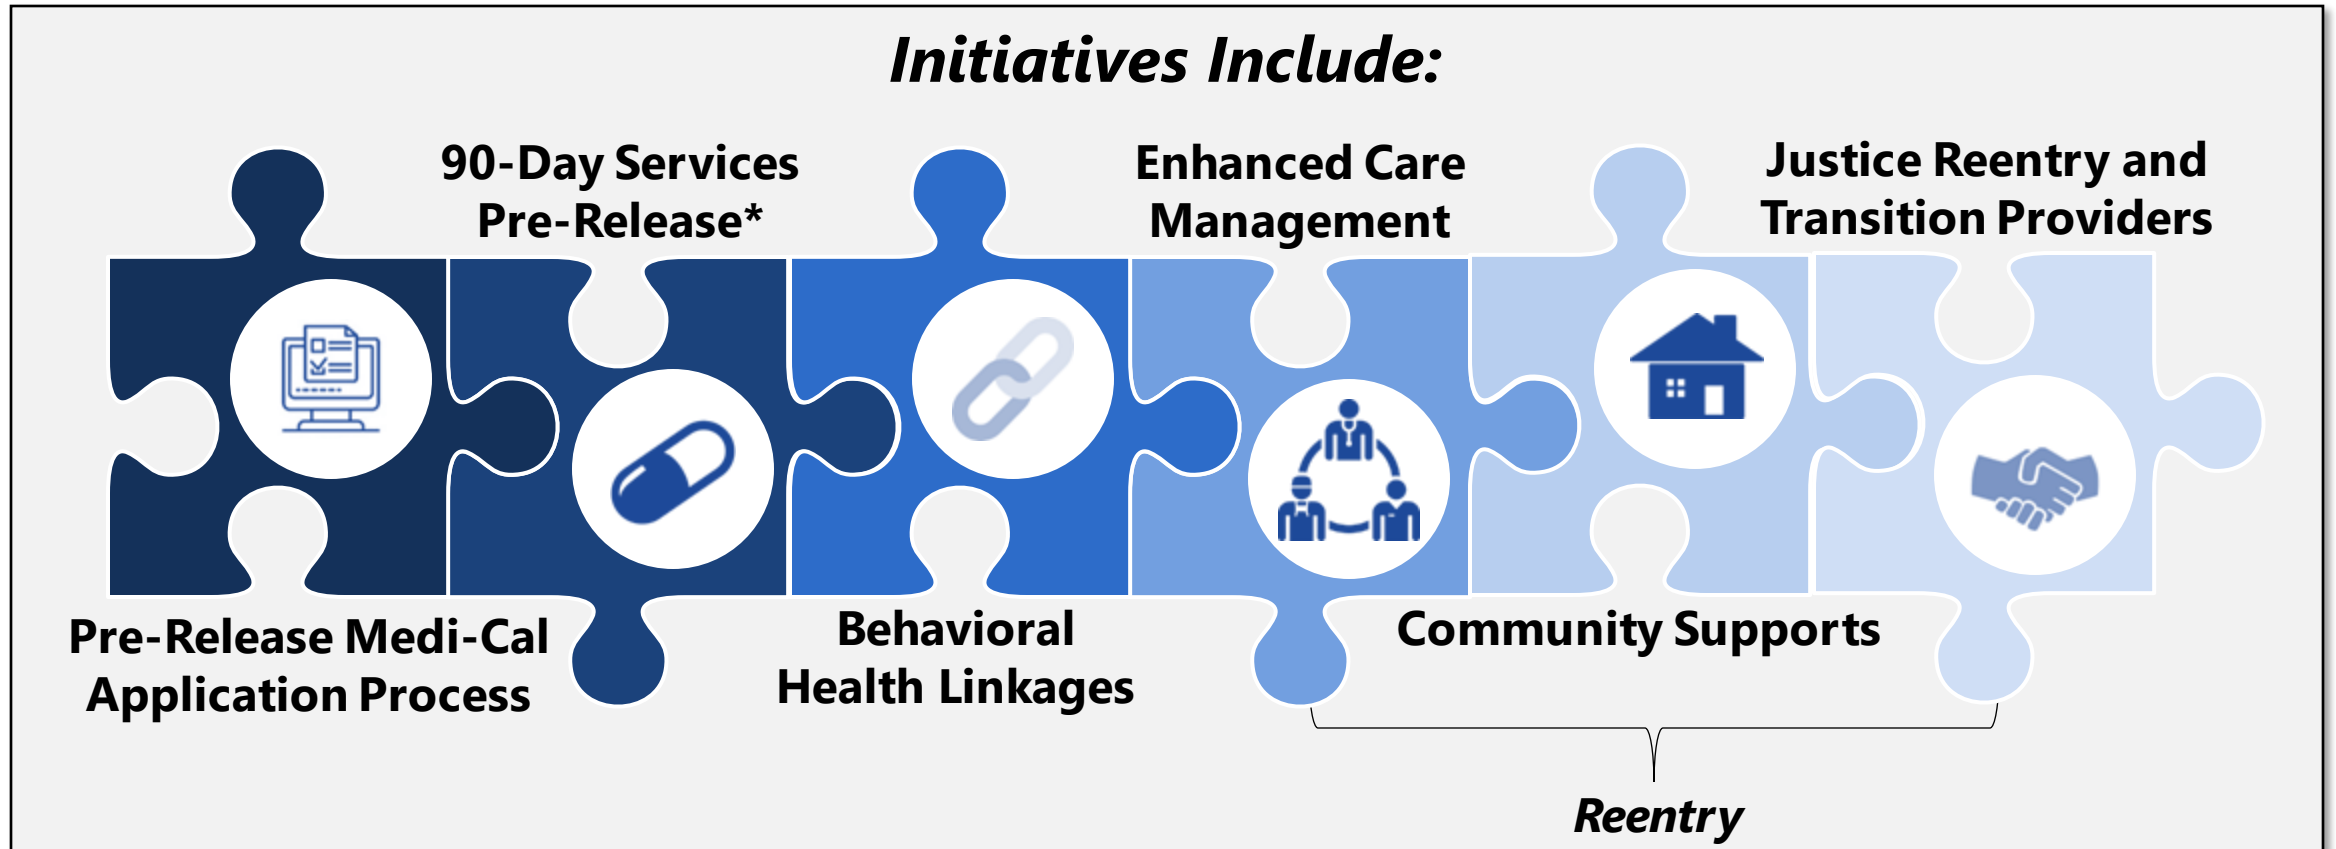 Initiatives Include:
90-Day Services
Pre-Release*
Enhanced Care
Management
Justice Reentry and
Transition Providers
Pre-Release Medi-Cal
Application Process
Behavioral
Health Linkages
Community Supports
Reentry